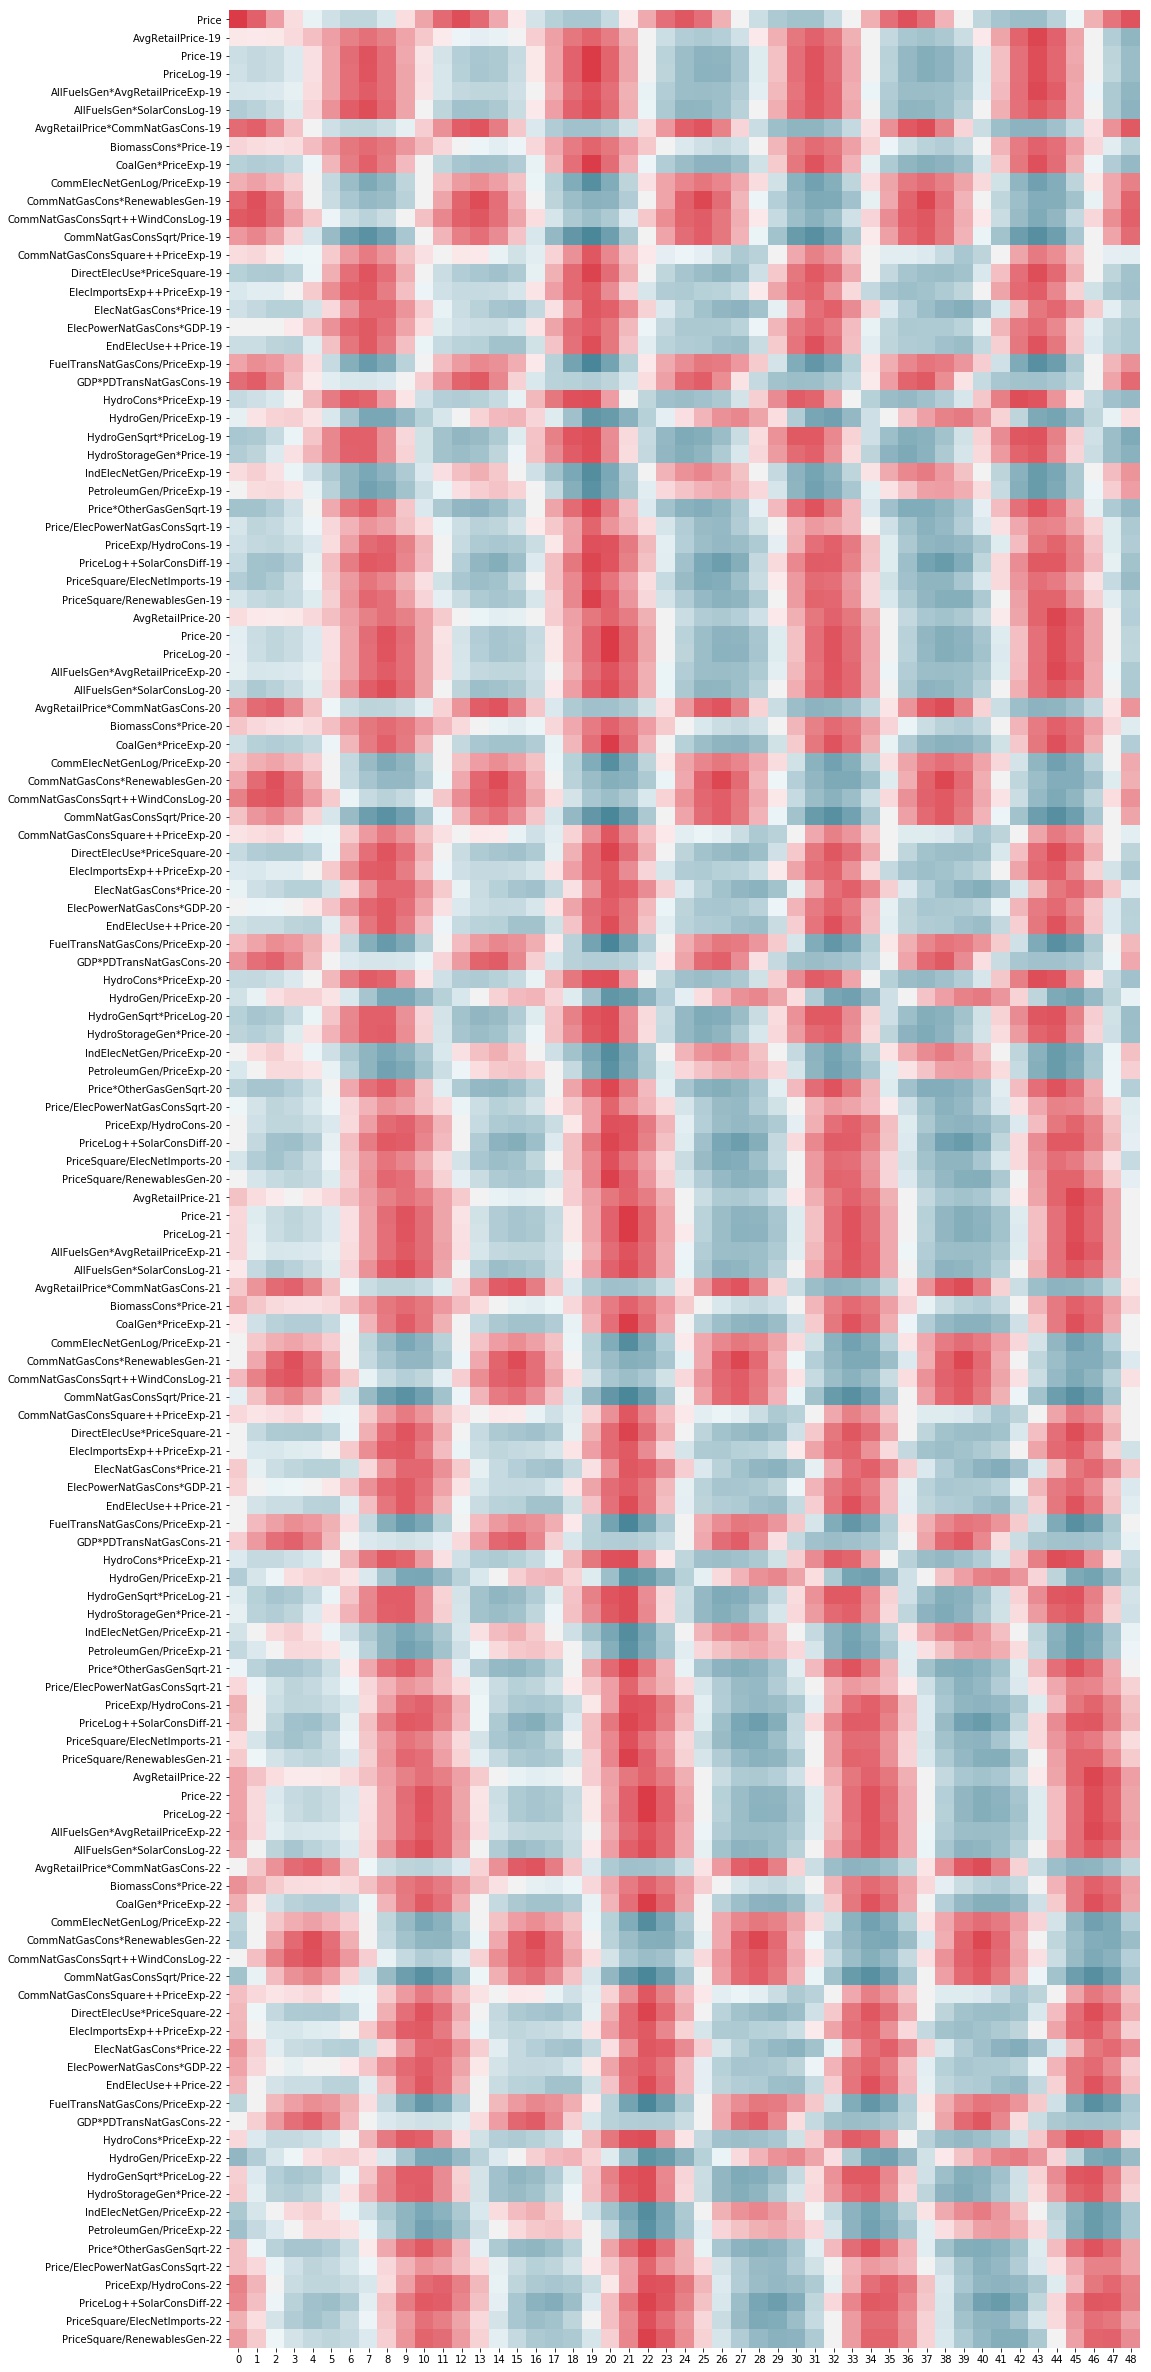 Price
AvgRetailPrice-19
Price-19
PriceLog-19
AllFuelsGen*AvgRetailPriceExp-19
AllFuelsGen*SolarConsLog-19
AvgRetailPrice*CommNatGasCons-19
BiomassCons*Price-19
CoalGen*PriceExp-19
CommElecNetGenLog/PriceExp-19
CommNatGasCons*RenewablesGen-19
CommNatGasConsSqrt++WindConsLog-19
CommNatGasConsSqrt/Price-19
CommNatGasConsSquare++PriceExp-19
DirectElecUse*PriceSquare-19
ElecImportsExp++PriceExp-19
ElecNatGasCons*Price-19
ElecPowerNatGasCons*GDP-19
EndElecUse++Price-19
FuelTransNatGasCons/PriceExp-19
GDP*PDTransNatGasCons-19
HydroCons*PriceExp-19
HydroGen/PriceExp-19
HydroGenSqrt*PriceLog-19
HydroStorageGen*Price-19
IndElecNetGen/PriceExp-19
PetroleumGen/PriceExp-19
Price*OtherGasGenSqrt-19
Price/ElecPowerNatGasConsSqrt-19
PriceExp/HydroCons-19
PriceLog++SolarConsDiff-19
PriceSquare/ElecNetImports-19
PriceSquare/RenewablesGen-19
AvgRetailPrice-20
Price-20
PriceLog-20
AllFuelsGen*AvgRetailPriceExp-20
AllFuelsGen*SolarConsLog-20
AvgRetailPrice*CommNatGasCons-20
BiomassCons*Price-20
CoalGen*PriceExp-20
CommElecNetGenLog/PriceExp-20
CommNatGasCons*RenewablesGen-20
CommNatGasConsSqrt++WindConsLog-20
CommNatGasConsSqrt/Price-20
CommNatGasConsSquare++PriceExp-20
DirectElecUse*PriceSquare-20
ElecImportsExp++PriceExp-20
ElecNatGasCons*Price-20
ElecPowerNatGasCons*GDP-20
EndElecUse++Price-20
FuelTransNatGasCons/PriceExp-20
GDP*PDTransNatGasCons-20
HydroCons*PriceExp-20
HydroGen/PriceExp-20
HydroGenSqrt*PriceLog-20
HydroStorageGen*Price-20
IndElecNetGen/PriceExp-20
PetroleumGen/PriceExp-20
Price*OtherGasGenSqrt-20
Price/ElecPowerNatGasConsSqrt-20
PriceExp/HydroCons-20
PriceLog++SolarConsDiff-20
PriceSquare/ElecNetImports-20
PriceSquare/RenewablesGen-20
AvgRetailPrice-21
Price-21
PriceLog-21
AllFuelsGen*AvgRetailPriceExp-21
AllFuelsGen*SolarConsLog-21
AvgRetailPrice*CommNatGasCons-21
BiomassCons*Price-21
CoalGen*PriceExp-21
CommElecNetGenLog/PriceExp-21
CommNatGasCons*RenewablesGen-21
CommNatGasConsSqrt++WindConsLog-21
CommNatGasConsSqrt/Price-21
CommNatGasConsSquare++PriceExp-21
DirectElecUse*PriceSquare-21
ElecImportsExp++PriceExp-21
ElecNatGasCons*Price-21
ElecPowerNatGasCons*GDP-21
EndElecUse++Price-21
FuelTransNatGasCons/PriceExp-21
GDP*PDTransNatGasCons-21
HydroCons*PriceExp-21
HydroGen/PriceExp-21
HydroGenSqrt*PriceLog-21
HydroStorageGen*Price-21
IndElecNetGen/PriceExp-21
PetroleumGen/PriceExp-21
Price*OtherGasGenSqrt-21
Price/ElecPowerNatGasConsSqrt-21
PriceExp/HydroCons-21
PriceLog++SolarConsDiff-21
PriceSquare/ElecNetImports-21
PriceSquare/RenewablesGen-21
AvgRetailPrice-22
Price-22
PriceLog-22
AllFuelsGen*AvgRetailPriceExp-22
AllFuelsGen*SolarConsLog-22
AvgRetailPrice*CommNatGasCons-22
BiomassCons*Price-22
CoalGen*PriceExp-22
CommElecNetGenLog/PriceExp-22
CommNatGasCons*RenewablesGen-22
CommNatGasConsSqrt++WindConsLog-22
CommNatGasConsSqrt/Price-22
CommNatGasConsSquare++PriceExp-22
DirectElecUse*PriceSquare-22
ElecImportsExp++PriceExp-22
ElecNatGasCons*Price-22
ElecPowerNatGasCons*GDP-22
EndElecUse++Price-22
FuelTransNatGasCons/PriceExp-22
GDP*PDTransNatGasCons-22
HydroCons*PriceExp-22
HydroGen/PriceExp-22
HydroGenSqrt*PriceLog-22
HydroStorageGen*Price-22
IndElecNetGen/PriceExp-22
PetroleumGen/PriceExp-22
Price*OtherGasGenSqrt-22
Price/ElecPowerNatGasConsSqrt-22
PriceExp/HydroCons-22
PriceLog++SolarConsDiff-22
PriceSquare/ElecNetImports-22
PriceSquare/RenewablesGen-22
0 1 2 3 4 5 6 7 8 9 10 11 12 13 14 15 16 17 18 19 20 21 22 23 24 25 26 27 28 29 30 31 32 33 34 35 36 37 38 39 40 41 42 43 44 45 46 47 48